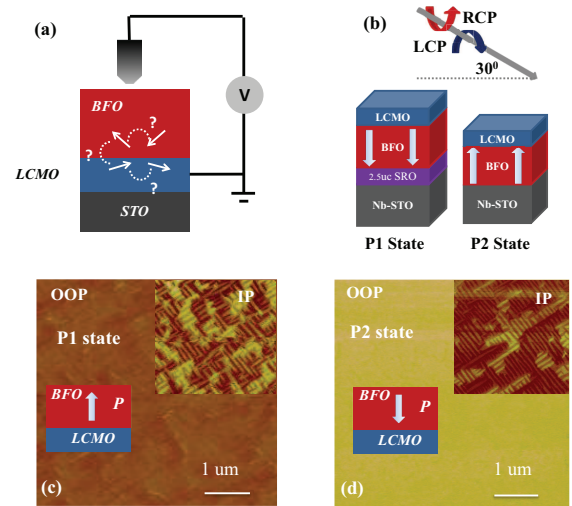 (a)
V
BFO
?
?
?
LCMO
STO
(b)
RCP
LCP
30⁰
LCMO
BFO
2.5uc SRO
Nb-STO
P1 State
LCMO
BFO
Nb-STO
P2 State
OOP
IP
P1 state
BFO
P
LCMO
1 um
(c)
OOP
IP
P2 state
BFO
P
LCMO
1 um
(d)